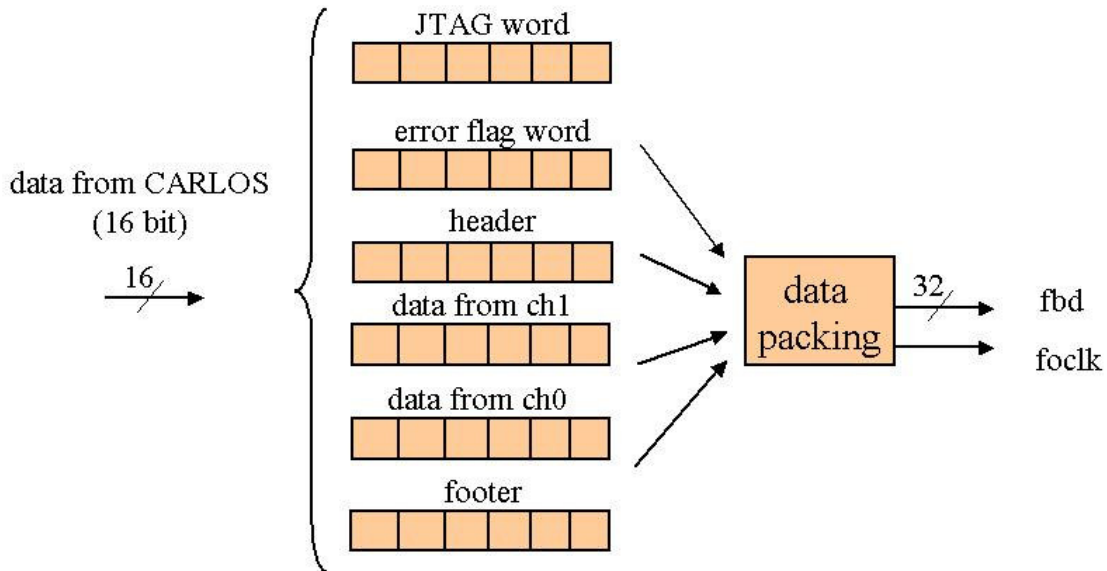 JTAG word
error flag word
data from CARLOS
(16 bit)
16
header
data from ch1
data from ch0
footer
data
packing
32
fbd
foclk